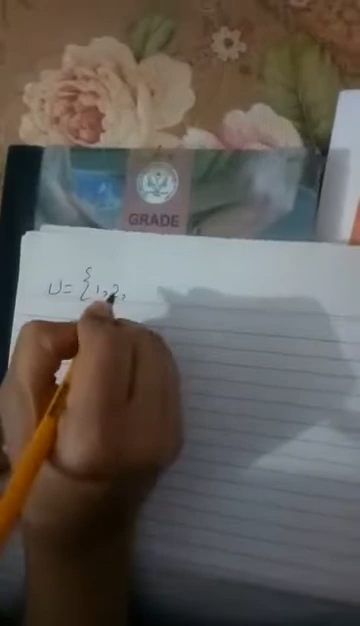 GRADE
U= { 1, 2,